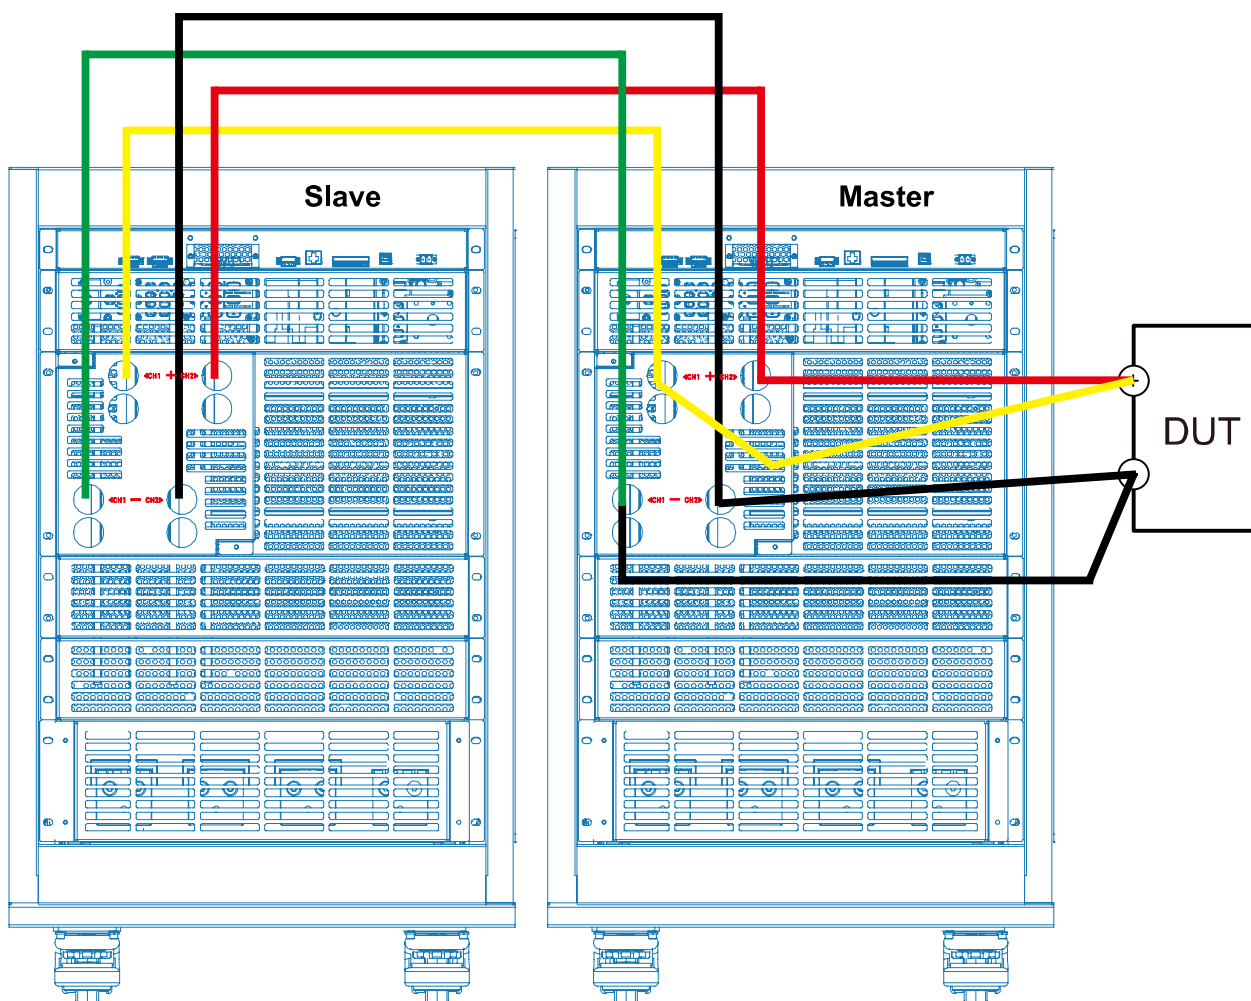 Slave
Master
◄CH1 + CH2►
◄CH1 + CH2►
DUT
◄CH1 — CH2►
◄CH1 — CH2►